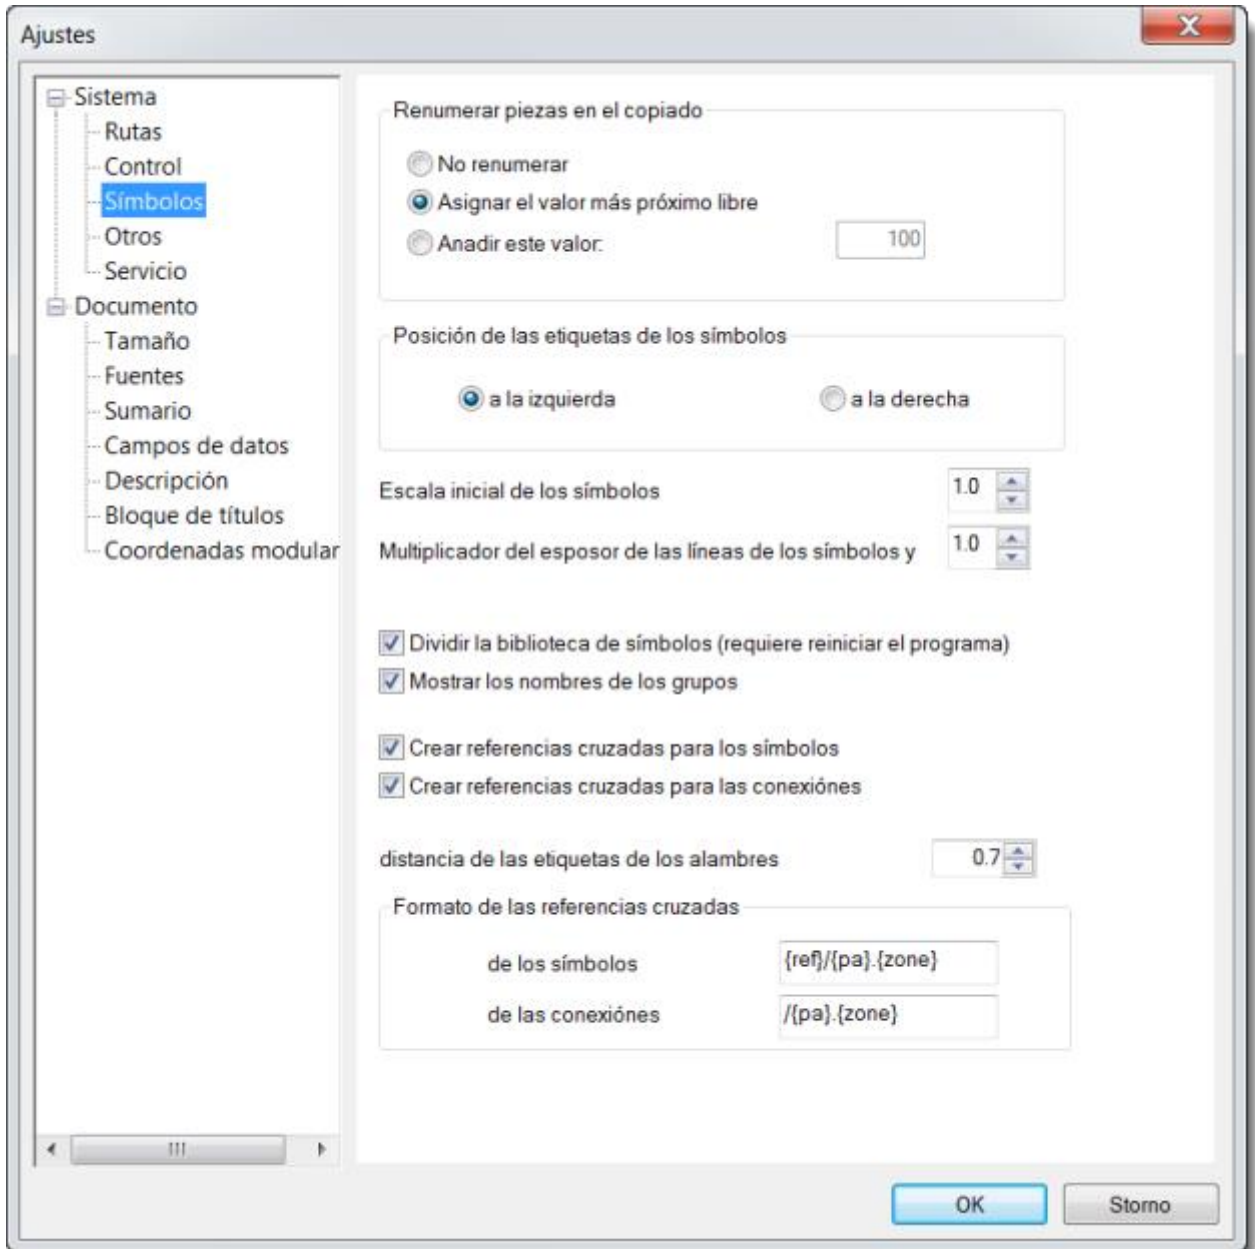 Ajustes
Sistema
Rutas
Control
Símbolos
Otros
Servicio
Documento
Tamaño
Fuentes
Sumario
Campos de datos
Descripción
Bloque de títulos
Coordenadas modular
Renumerar piezas en el copiado
No renumerar
Asignar el valor más próximo libre
Anadir este valor: 100
Posición de las etiquetas de los símbolos
a la izquierda a la derecha
Escala inicial de los símbolos 1.0
Multiplicador del esposor de las líneas de los símbolos y 1.0
Dividir la biblioteca de símbolos (requiere reiniciar el programa)
Mostrar los nombres de los grupos
Crear referencias cruzadas para los símbolos
Crear referencias cruzadas para las conexiónes
distancia de las etiquetas de los alambres 0.7
Formato de las referencias cruzadas
de los símbolos {ref}/{pa}.{zone}
de las conexiónes /{pa}.{zone}
OK Storno